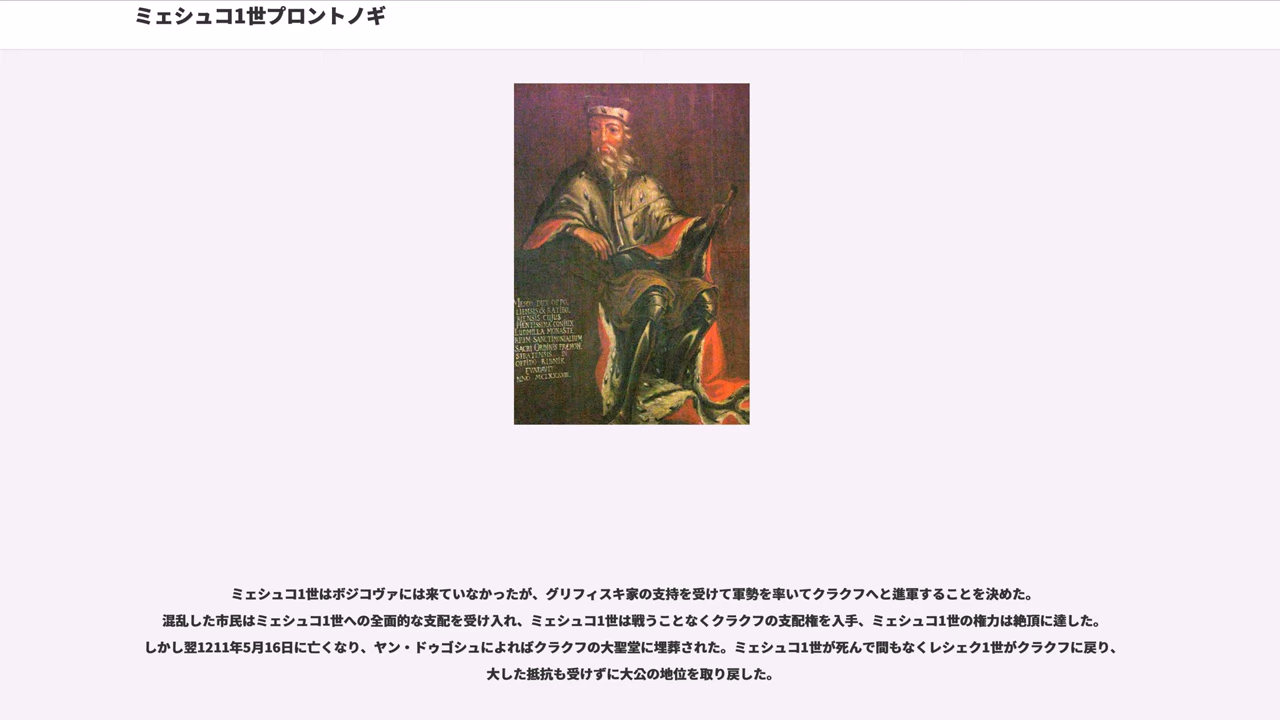 ミェシュコ1世プロントノギ
LUDMILLA MONASTE
SACRI ORDINIS
ミェシュコ1世はボジコヴァには来ていなかったが、グリフィスキ家の支持を受けて軍勢を率いてクラクフへと進軍することを決めた。
混乱した市民はミェシュコ1世への全面的な支配を受け入れ、ミェシュコ1世は戦うことなくクラクフの支配権を入手、ミェシュコ1世の権力は絶頂に達した。
しかし翌1211年5月16日に亡くなり、ヤン・ドゥゴシュによればクラクフの大聖堂に埋葬された。ミェシュコ1世が死んで間もなくレシェク1世がクラクフに戻り、
大した抵抗も受けずに大公の地位を取り戻した。